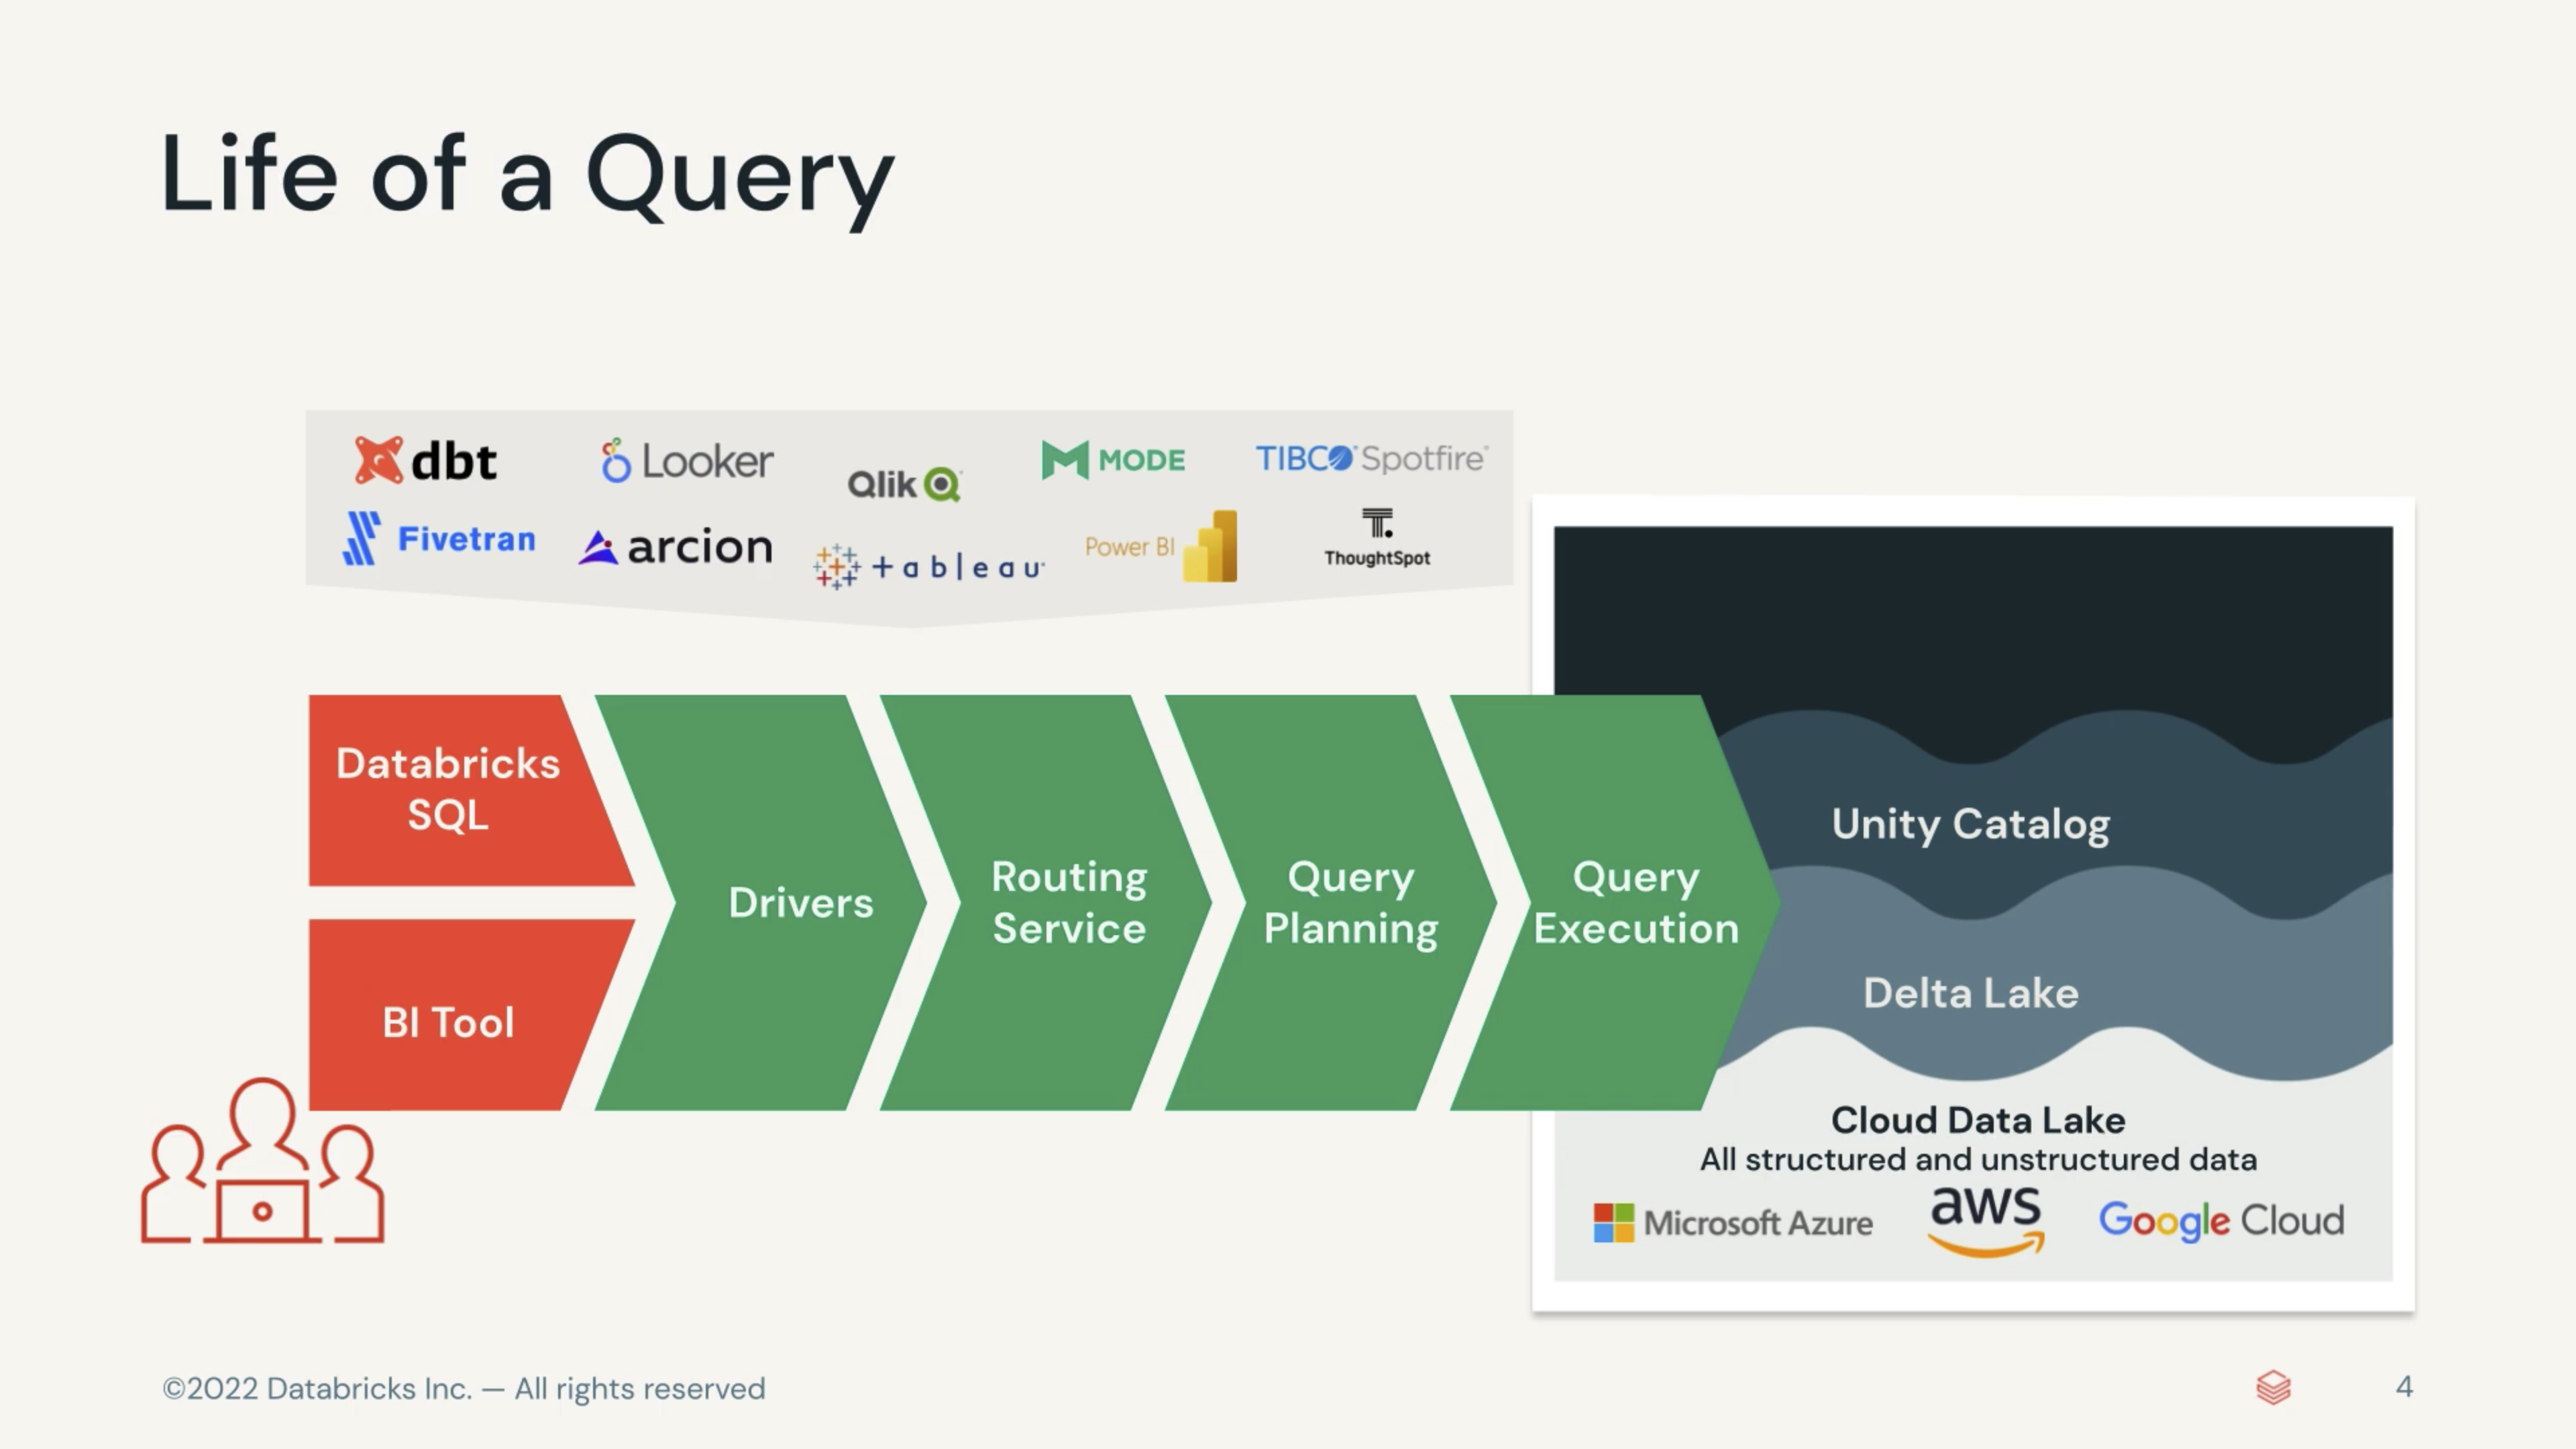 Life of a Query
dbt
Looker
Qlik
MODE
TIBCO Spotfire
Fivetran
arcion
+ a b l e a u
Power BI
T.
ThoughtSpot
Databricks
SQL
BI Tool
Drivers
Routing
Service
Query
Planning
Query
Execution
Unity Catalog
Delta Lake
Cloud Data Lake
All structured and unstructured data
Microsoft Azure
aws
Google Cloud
©2022 Databricks Inc. — All rights reserved
4